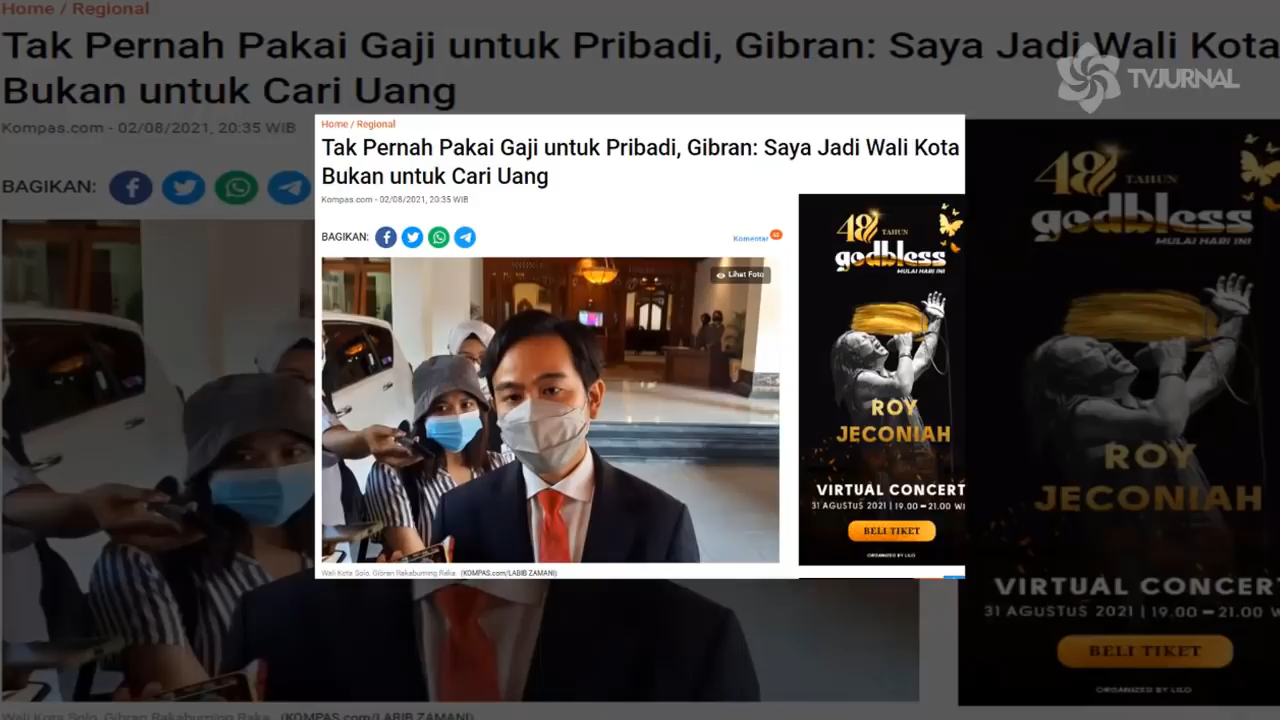 Home / Regional
Tak Pernah Pakai Gaji untuk Pribadi, Gibran: Saya Jadi Wali Kota
Bukan untuk Cari Uang
Kompas.com - 02/08/2021, 20:35 WIB
BAGIKAN:
TVJURNAL
Home / Regional
Tak Pernah Pakai Gaji untuk Pribadi, Gibran: Saya Jadi Wali Kota
Bukan untuk Cari Uang
Kompas.com - 02/08/2021, 20:35 WIB
BAGIKAN:
Komentar
Lihat Foto
Wali Kota Solo, Gibran Rakabuming Raka. (KOMPAS.com/LABIB ZAMANI)
48 TAHUN
godbless
MULAI HARI INI
ROY
JECONIAH
VIRTUAL CONCERT
31 AGUSTUS 2021 | 19.00 - 21.00 WI
BELI TIKET
ORGANIZED BY LILO
48 TAHUN
godbless
MULAI HARI INI
ROY
JECONIAH
VIRTUAL CONCER
31 AGUSTUS 2021 | 19.00 - 21.00
BELI TIKET
ORGANIZED BY LILO
Wali Kota Solo, Gibran Rakabuming Raka. (KOMPAS.com/LABIB ZAMANI)